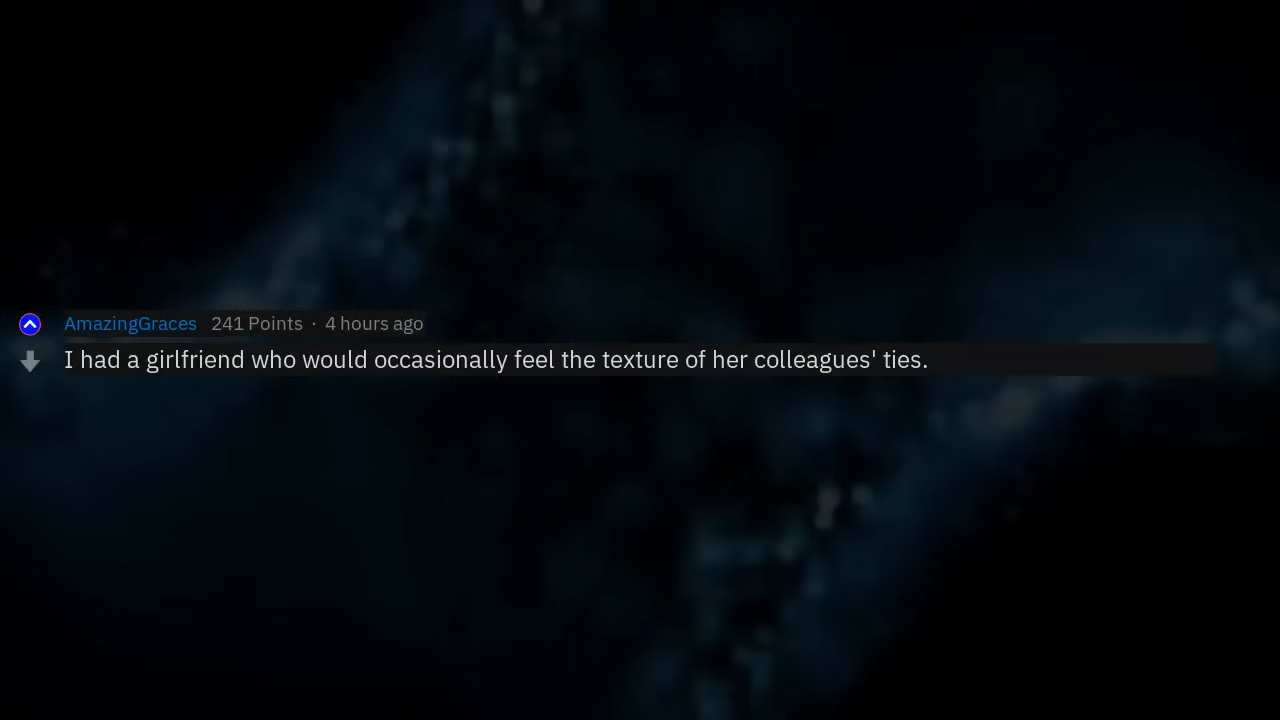 AmazingGraces 241 Points · 4 hours ago
I had a girlfriend who would occasionally feel the texture of her colleagues' ties.